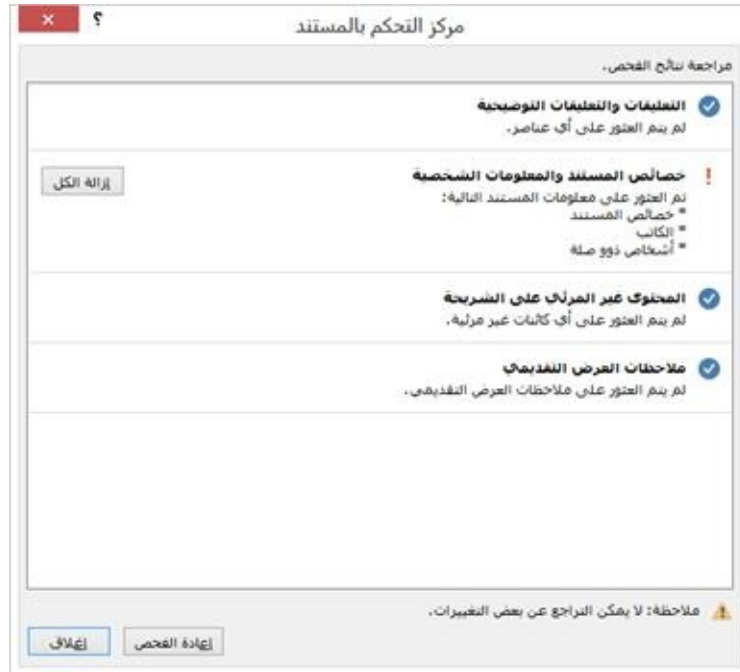 مركز التحكم بالمستند
؟
مراجعة نتائج الفحص.
التعليقات والتعليقات التوضيحية
لم يتم العثور على أي عناصر.
خصائص المستند والمعلومات الشخصية
إزالة الكل
تم العثور على معلومات المستند التالية:
* خصائص المستند
* الكاتب
* أشخاص ذوو صلة
المحتوى غير المرئي على الشريحة
لم يتم العثور على أي كائنات غير مرئية.
ملاحظات العرض التقديمي
لم يتم العثور على ملاحظات العرض التقديمي.
ملاحظة: لا يمكن التراجع عن بعض التغييرات.
إعادة الفحص
إغلاق